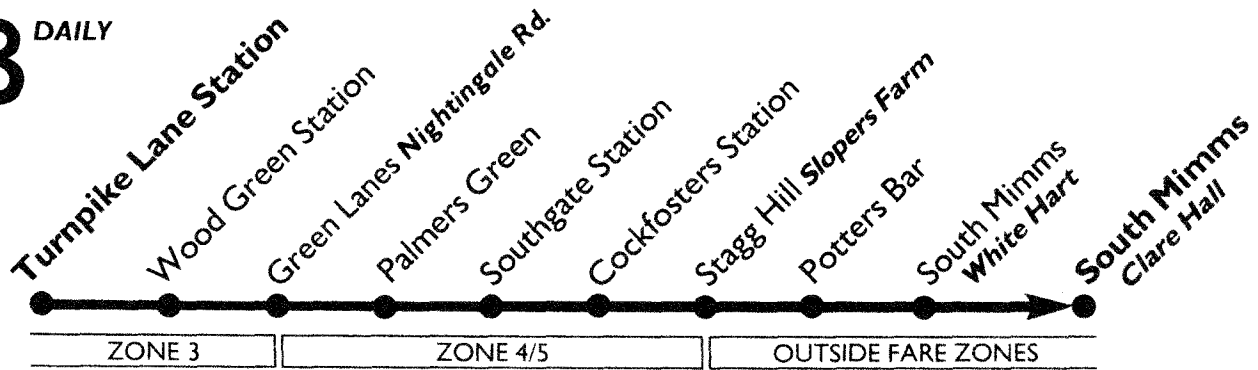 DAILY
Turnpike Lane Station
Wood Green Station
Green Lanes Nightingale Rd.
Palmers Green
Southgate Station
Cockfosters Station
Stagg Hill Slopers Farm
Potters Bar
South Mimms
White Hart
South Mimms
Clare Hall
ZONE 3
ZONE 4/5
OUTSIDE FARE ZONES